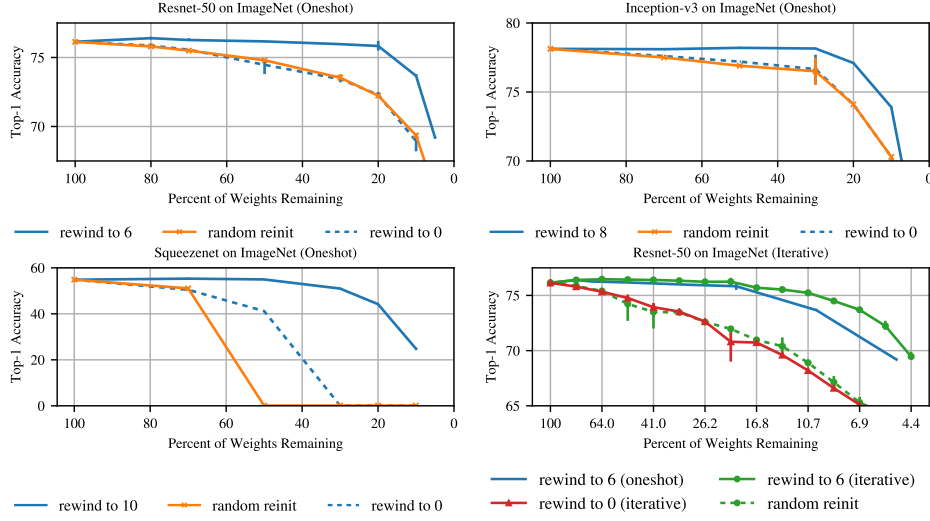 Resnet-50 on ImageNet (Oneshot)
Top-1 Accuracy
75
70
100 80 60 40 20 0
Percent of Weights Remaining
rewind to 6 random reinit rewind to 0
Inception-v3 on ImageNet (Oneshot)
Top-1 Accuracy
80
75
70
100 80 60 40 20 0
Percent of Weights Remaining
rewind to 8 random reinit rewind to 0
Squeezenet on ImageNet (Oneshot)
Top-1 Accuracy
60
40
20
0
100 80 60 40 20 0
Percent of Weights Remaining
rewind to 10 random reinit rewind to 0
Resnet-50 on ImageNet (Iterative)
Top-1 Accuracy
75
70
65
100 64.0 41.0 26.2 16.8 10.7 6.9 4.4
Percent of Weights Remaining
rewind to 6 (oneshot) rewind to 6 (iterative)
rewind to 0 (iterative) random reinit